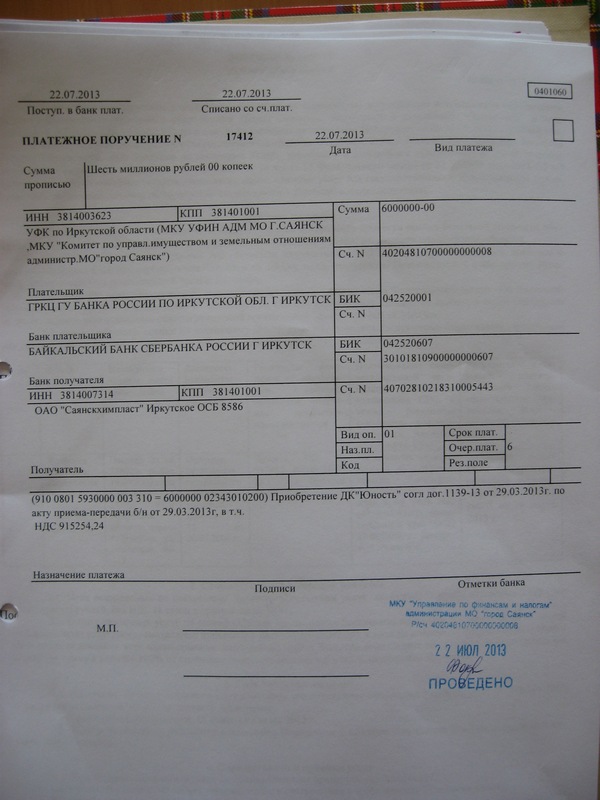 22.07.2013
22.07.2013
0401060
Поступ. в банк плат.
Списано со сч.плат.
ПЛАТЕЖНОЕ ПОРУЧЕНИЕ N 17412
22.07.2013
Дата
Вид платежа
Сумма прописью
Шесть миллионов рублей 00 копеек
ИНН 3814003623
КПП 381401001
Сумма
6000000-00
УФК по Иркутской области (МКУ УФИН АДМ МО Г.САЯНСК
,МКУ "Комитет по управл.имуществом и земельным отношениям
администр.МО"город Саянск")
Сч. N
40204810700000000008
Плательщик
ГРКЦ ГУ БАНКА РОССИИ ПО ИРКУТСКОЙ ОБЛ. Г ИРКУТСК
БИК
042520001
Сч. N
Банк плательщика
БАЙКАЛЬСКИЙ БАНК СБЕРБАНКА РОССИИ Г ИРКУТСК
БИК
042520607
Сч. N
30101810900000000607
Банк получателя
ИНН 3814007314
КПП 381401001
Сч. N
40702810218310005443
ОАО "Саянскхимпласт" Иркутское ОСБ 8586
Вид оп.
01
Срок плат.
Наз.пл.
Очер.плат.
6
Код
Рез.поле
Получатель
(910 0801 5930000 003 310 = 6000000 02343010200) Приобретение ДК"Юность" согл дог.1139-13 от 29.03.2013г. по
акту приема-передачи б/н от 29.03.2013г, в т.ч.
НДС 915254,24
Назначение платежа
Подписи
Отметки банка
М.П.
МКУ "Управление по финансам и налогам"
администрации МО "город Саянск"
Р/сч 40204810700000000008
22 ИЮЛ 2013
ПРОВЕДЕНО